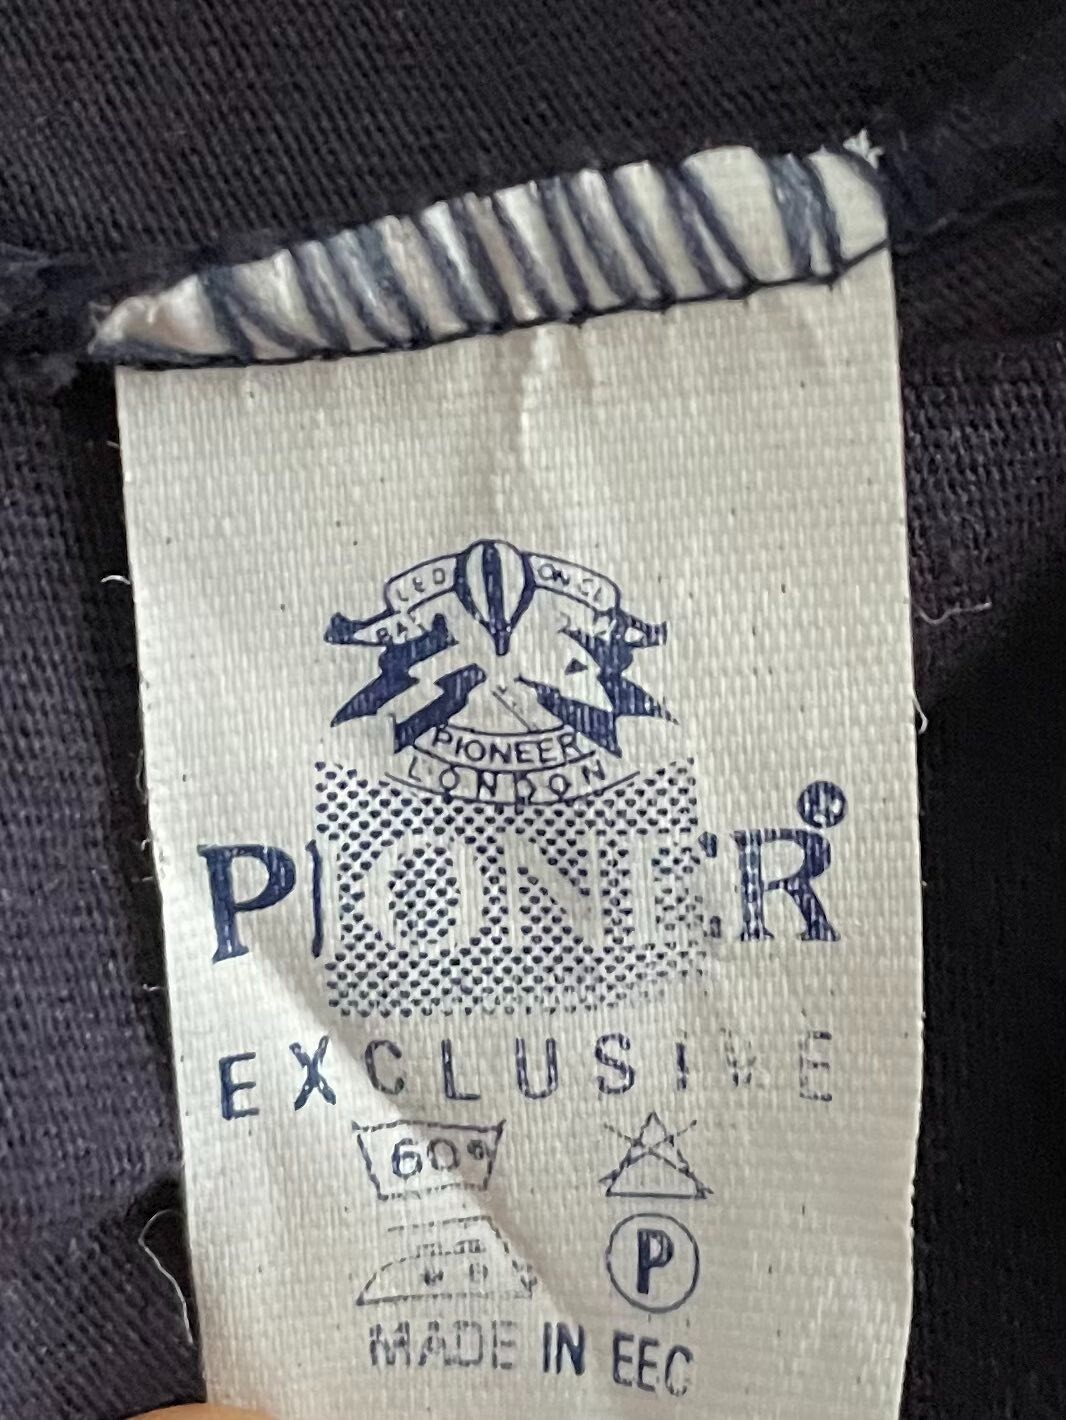 PIONEER
LONDON
PIONEER®
EXCLUSIVE
60°
P
MADE IN EEC